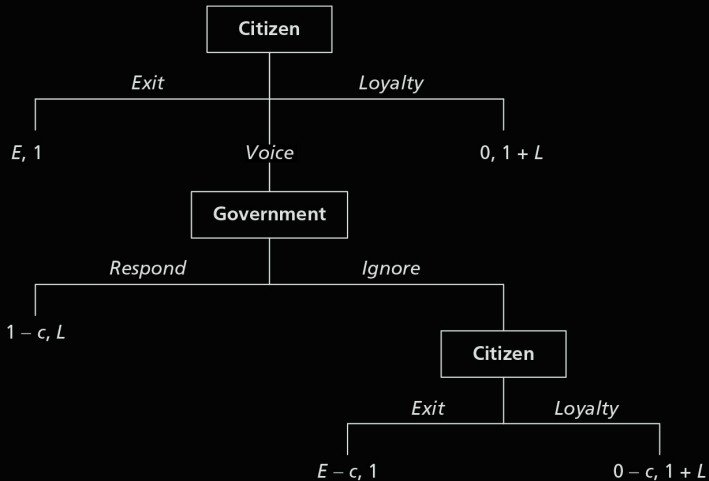 Citizen
Exit Loyalty
E, 1 Voice 0, 1 + L
Government
Respond Ignore
1 – c, L
Citizen
Exit Loyalty
E – c, 1 0 – c, 1 + L